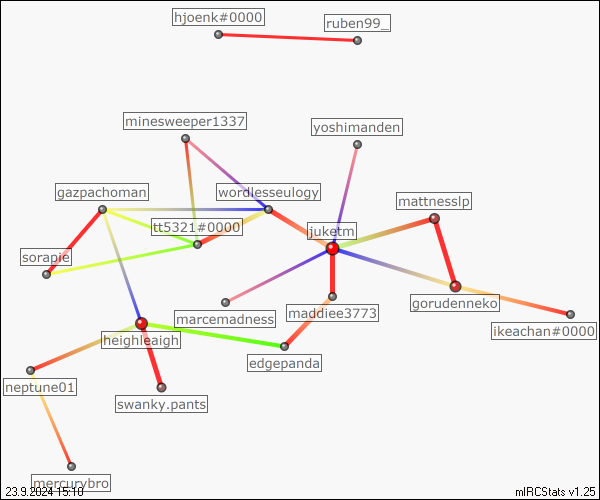 hjoenk#0000
ruben99_
minesweeper1337
yoshimanden
gazpachoman
wordlesseulogy
mattnesslp
tt5321#0000
juketm
sorapie
gorudenneko
marcemadness
maddiee3773
ikeachan#0000
heighleaigh
edgepanda
neptune01
swanky.pants
mercurybro
23.9.2024 15:10
mIRCStats v1.25